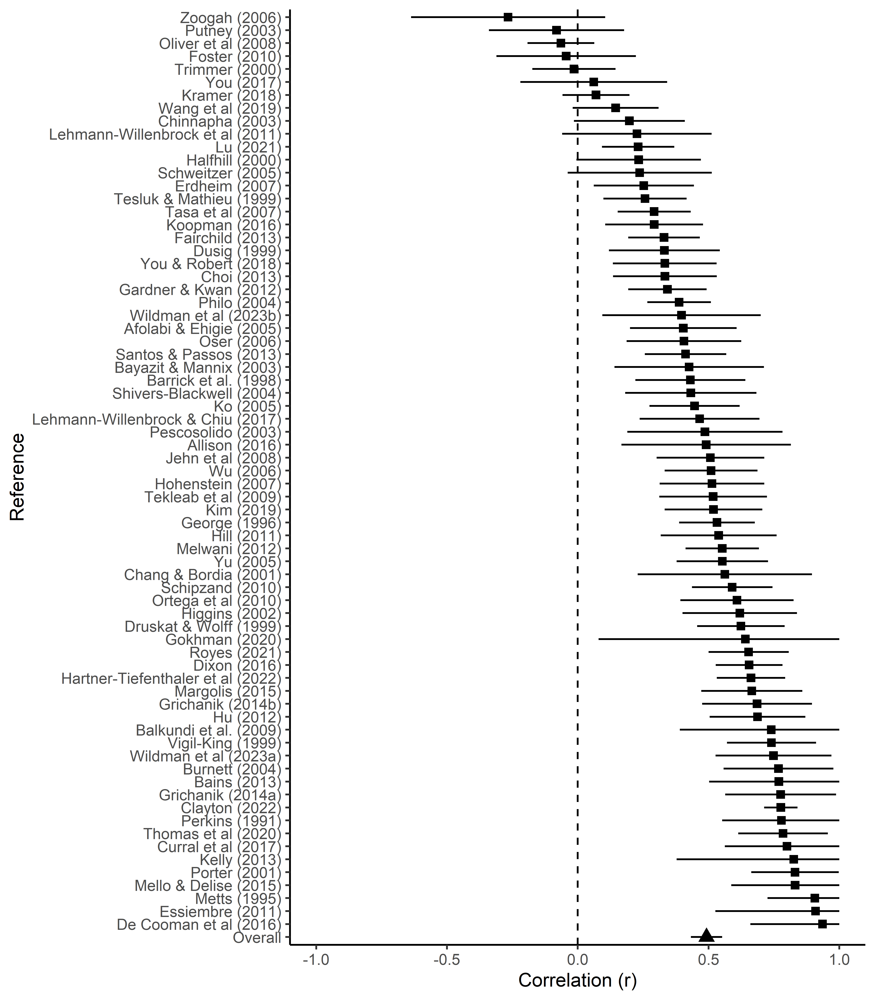 Zoogah (2006)
Putney (2003)
Oliver et al (2008)
Foster (2010)
Trimmer (2000)
You (2017)
Kramer (2018)
Wang et al (2019)
Chinnapha (2003)
Lehmann-Willenbrock et al (2011)
Lu (2021)
Halfhill (2000)
Schweitzer (2005)
Erdheim (2007)
Tesluk & Mathieu (1999)
Tasa et al (2007)
Koopman (2016)
Fairchild (2013)
Dusig (1999)
You & Robert (2018)
Choi (2013)
Gardner & Kwan (2012)
Philo (2004)
Wildman et al (2023b)
Afolabi & Ehigie (2005)
Oser (2006)
Santos & Passos (2013)
Bayazit & Mannix (2003)
Barrick et al. (1998)
Shivers-Blackwell (2004)
Ko (2005)
Lehmann-Willenbrock & Chiu (2017)
Pescosolido (2003)
Allison (2016)
Jehn et al (2008)
Wu (2006)
Hohenstein (2007)
Tekleab et al (2009)
Kim (2019)
George (1996)
Hill (2011)
Melwani (2012)
Yu (2005)
Chang & Bordia (2001)
Schipzand (2010)
Ortega et al (2010)
Higgins (2002)
Druskat & Wolff (1999)
Gokhman (2020)
Royes (2021)
Dixon (2016)
Hartner-Tiefenthaler et al (2022)
Margolis (2015)
Grichanik (2014b)
Hu (2012)
Balkundi et al. (2009)
Vigil-King (1999)
Wildman et al (2023a)
Burnett (2004)
Bains (2013)
Grichanik (2014a)
Clayton (2022)
Perkins (1991)
Thomas et al (2020)
Curral et al (2017)
Kelly (2013)
Porter (2001)
Mello & Delise (2015)
Metts (1995)
Essiembre (2011)
De Cooman et al (2016)
Overall
Reference
-1.0 -0.5 0.0 0.5 1.0
Correlation (r)